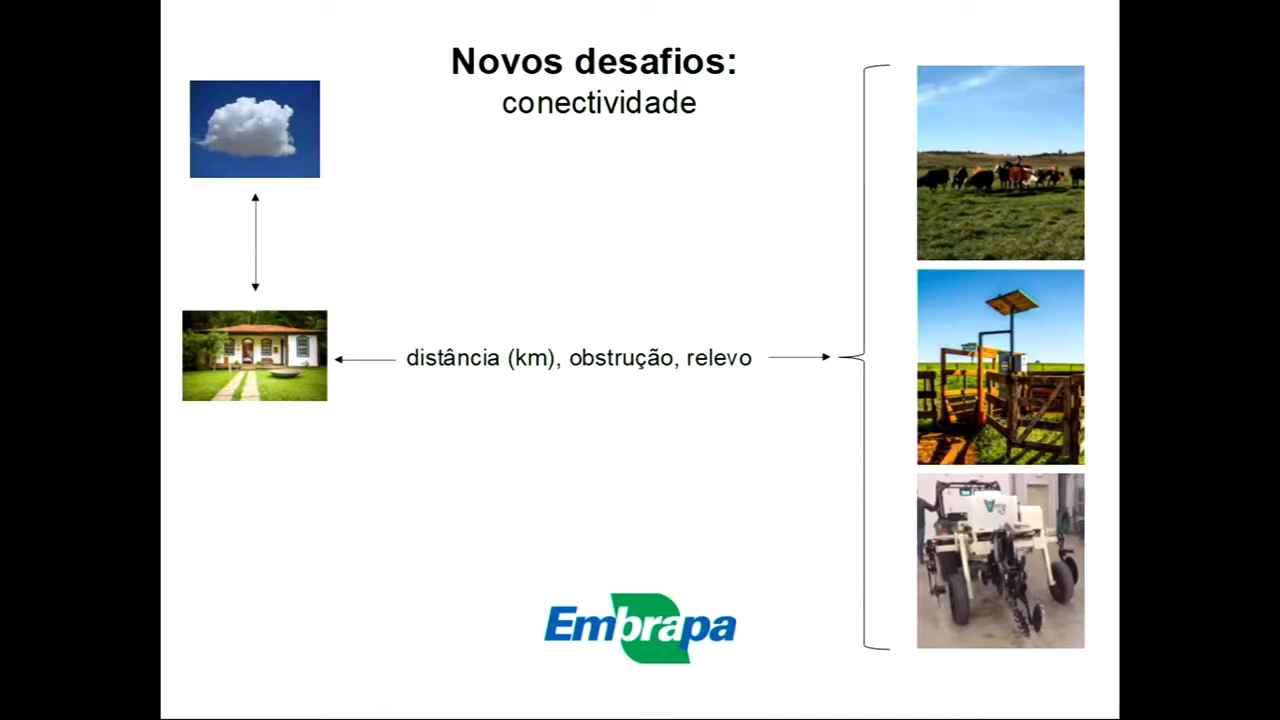 Novos desafios:
conectividade
distância (km), obstrução, relevo
Embrapa